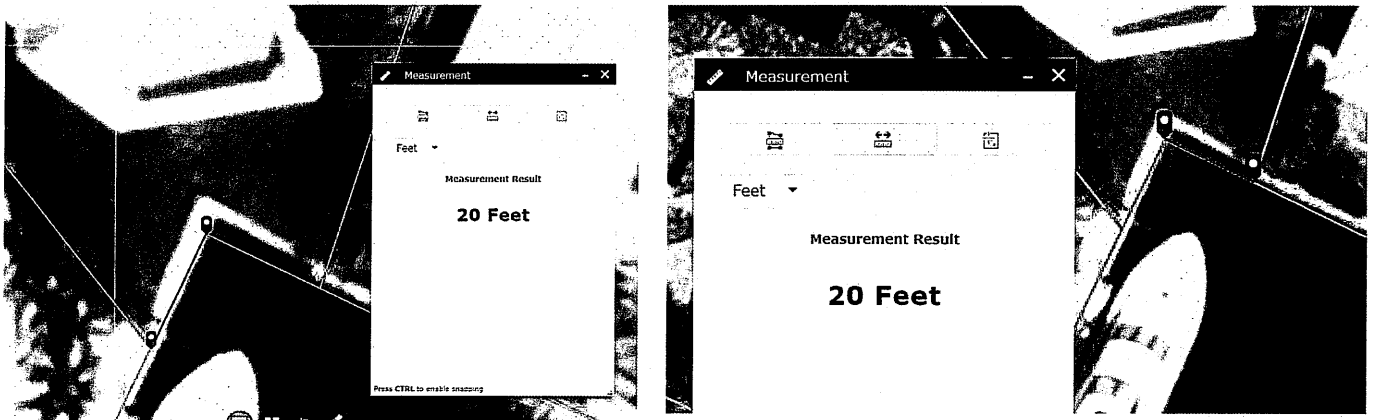 Measurement
Feet
Measurement Result
20 Feet
Press CTRL to enable snapping
Measurement
Feet
Measurement Result
20 Feet